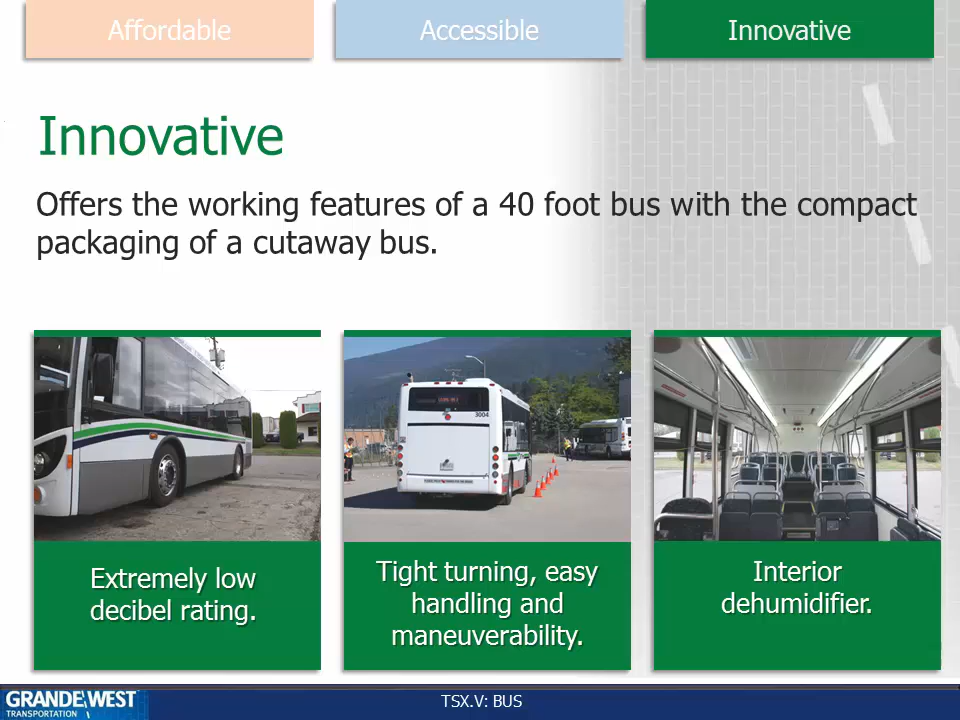 Affordable
Accessible
Innovative
Innovative
Offers the working features of a 40 foot bus with the compact
packaging of a cutaway bus.
3004
Extremely low
decibel rating.
Tight turning, easy
handling and
maneuverability.
Interior
dehumidifier.
GRANDE WEST
TRANSPORTATION
TSX.V: BUS